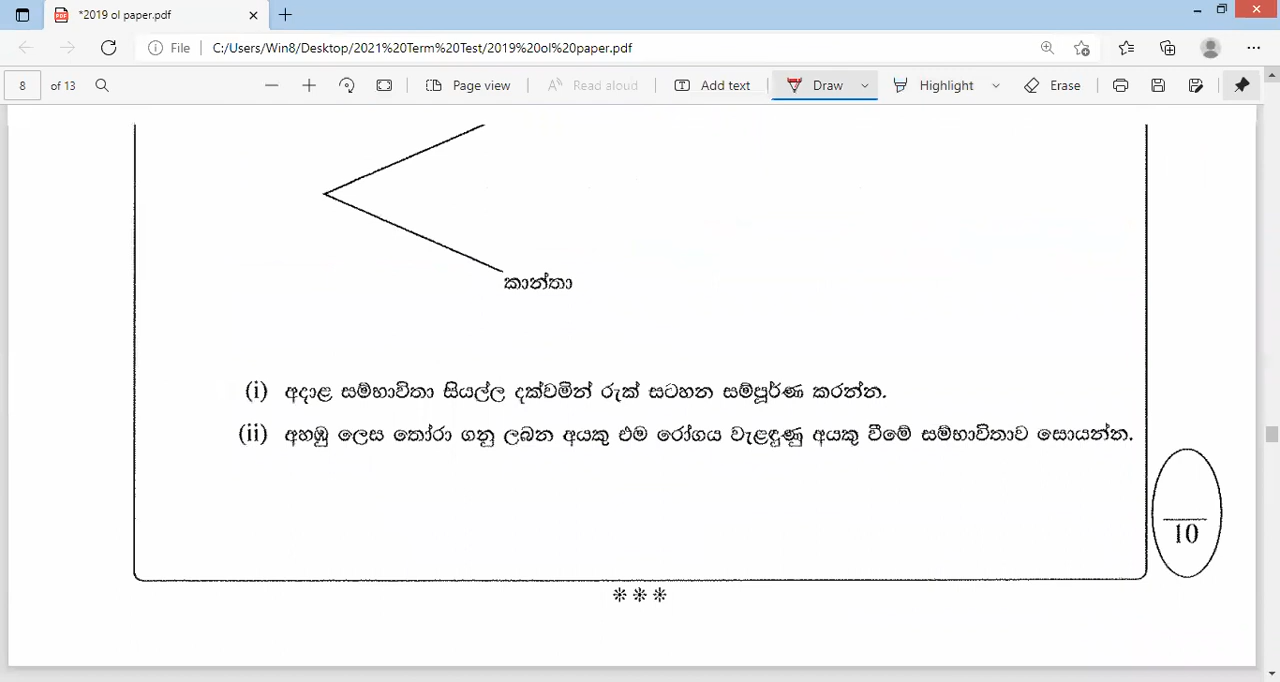 *2019 ol paper.pdf
File
C:/Users/Win8/Desktop/2021%20Term%20Test/2019%20ol%20paper.pdf
8 of 13
Page view
Read aloud
Add text
Draw
Highlight
Erase
කාන්තා
(i) අදාළ සම්භාවිතා සියල්ල දක්වමින් රුක් සටහන සම්පූර්ණ කරන්න.
(ii) අහඹු ලෙස තෝරා ගනු ලබන අයකු එම රෝගය වැළඳුණු අයකු වීමේ සම්භාවිතාව සොයන්න.
10
***